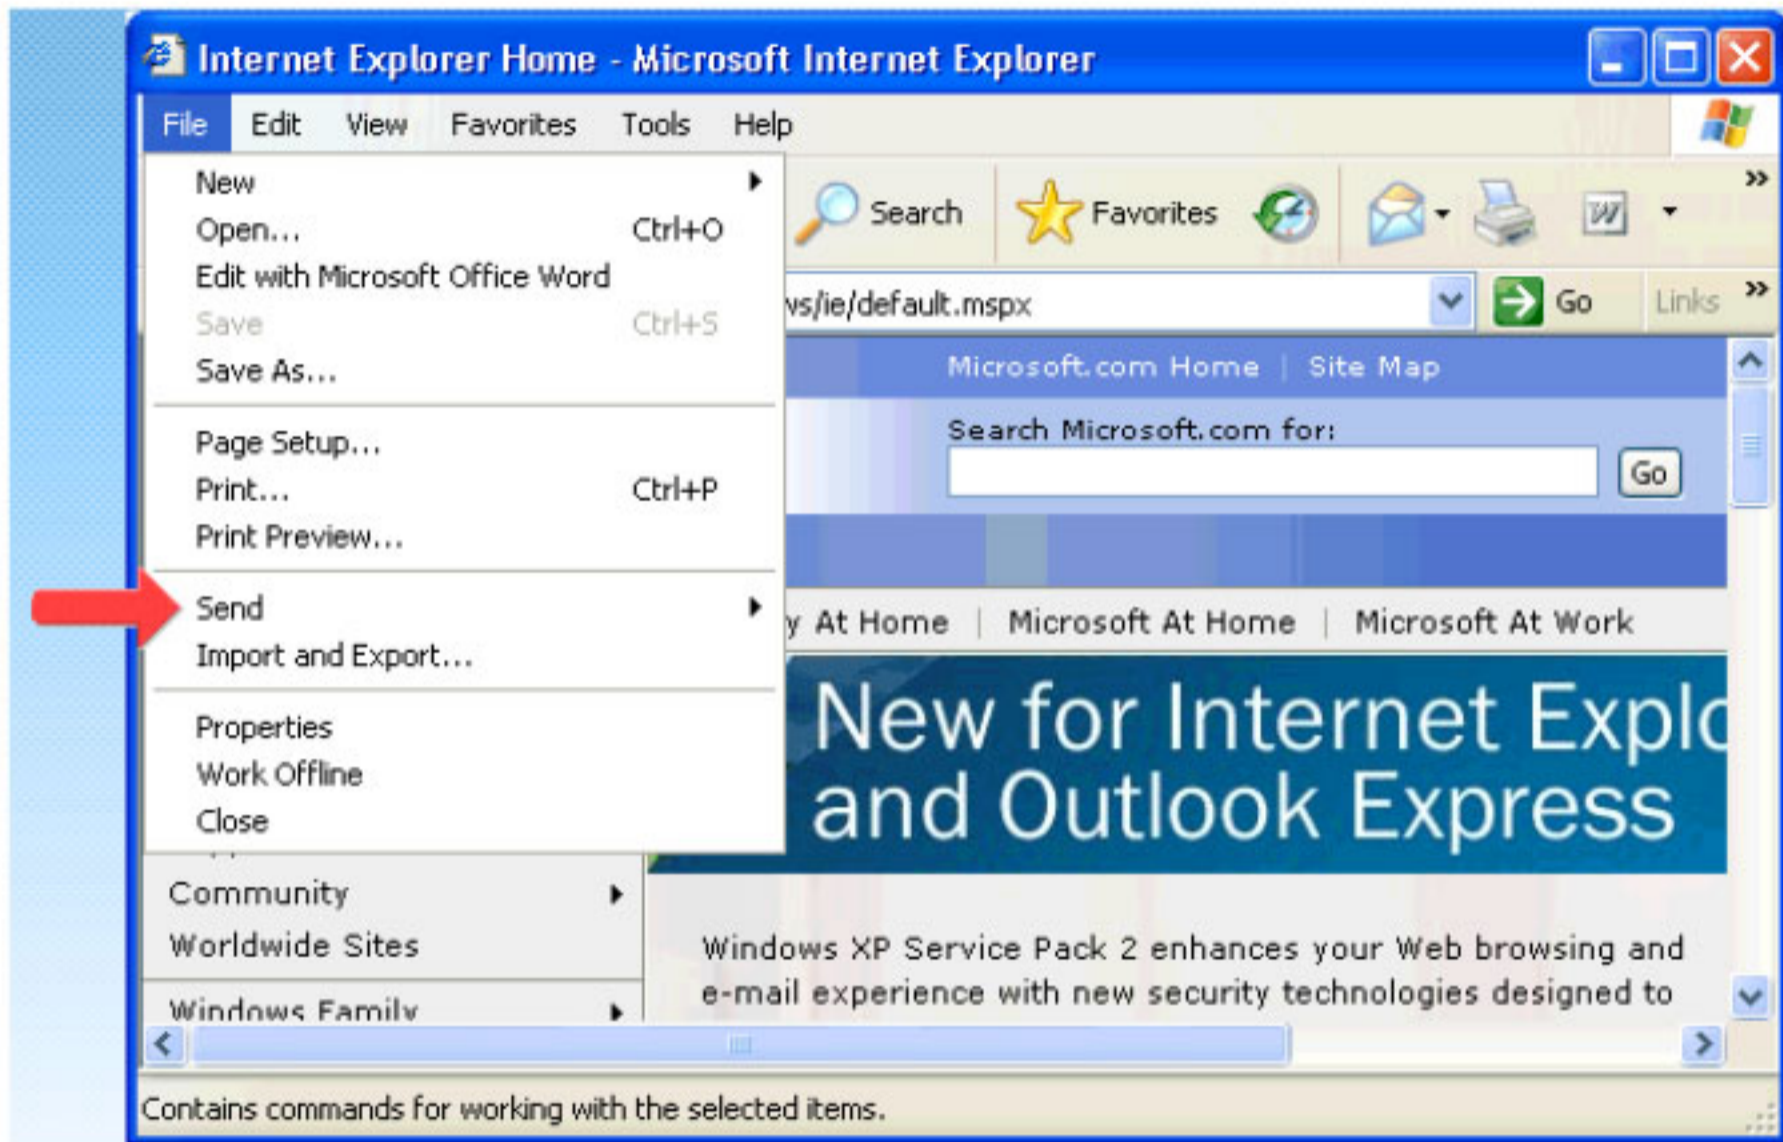 Internet Explorer Home - Microsoft Internet Explorer
File Edit View Favorites Tools Help
New
Open... Ctrl+O
Edit with Microsoft Office Word
Save Ctrl+S
Save As...
Page Setup...
Print... Ctrl+P
Print Preview...
Send
Import and Export...
Properties
Work Offline
Close
Search Favorites W »
vs/ie/default.mspx Go Links »
Microsoft.com Home | Site Map
Search Microsoft.com for:
Go
y At Home | Microsoft At Home | Microsoft At Work
New for Internet Explo
and Outlook Express
Community
Worldwide Sites
Windows Family
Windows XP Service Pack 2 enhances your Web browsing and
e-mail experience with new security technologies designed to
Contains commands for working with the selected items.